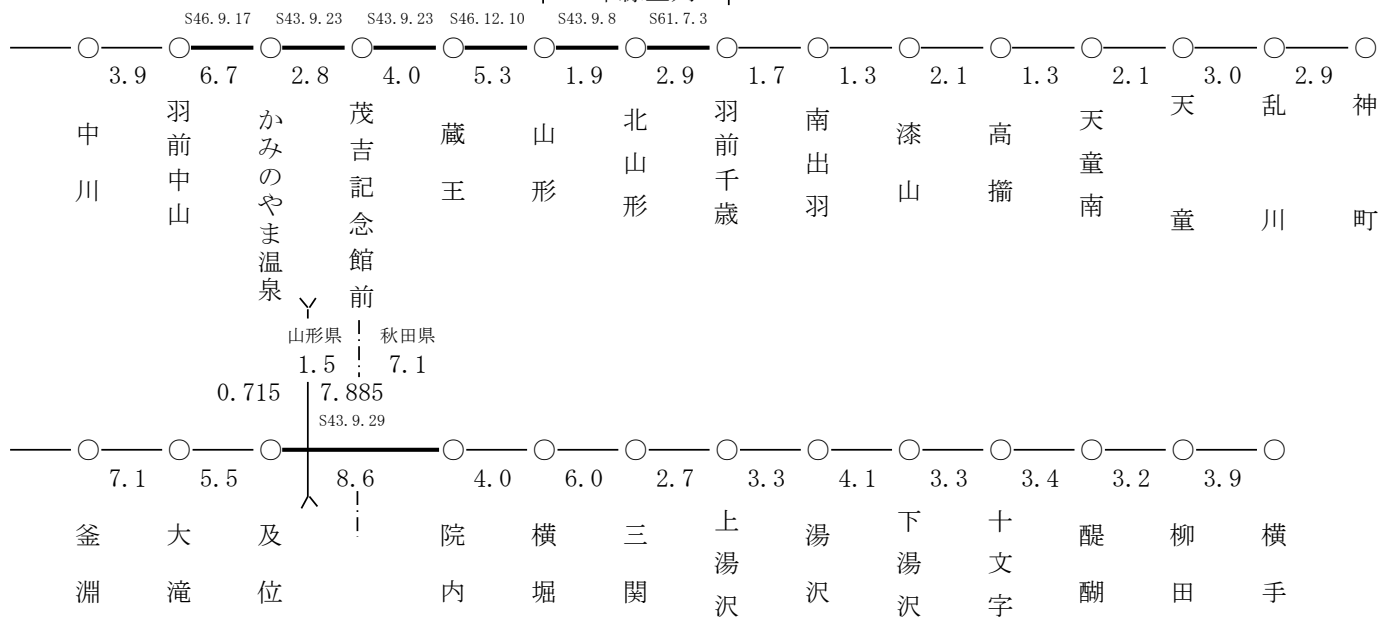 S46.9.17 S43.9.23 S43.9.23 S46.12.10 S43.9.8 S61.7.3
3.9 6.7 2.8 4.0 5.3 1.9 2.9 1.7 1.3 2.1 1.3 2.1 3.0 2.9
中川
羽前中山
かみのやま温泉
茂吉記念館前
蔵王
山形
北山形
羽前千歳
南出羽
漆山
高擶
天童南
天童
乱川
神町
山形県 秋田県
1.5 7.1
0.715 7.885
S43.9.29
7.1 5.5 8.6 4.0 6.0 2.7 3.3 4.1 3.3 3.4 3.2 3.9
釜淵
大滝
及位
院内
横堀
三関
上湯沢
湯沢
下湯沢
十文字
醍醐
柳田
横手